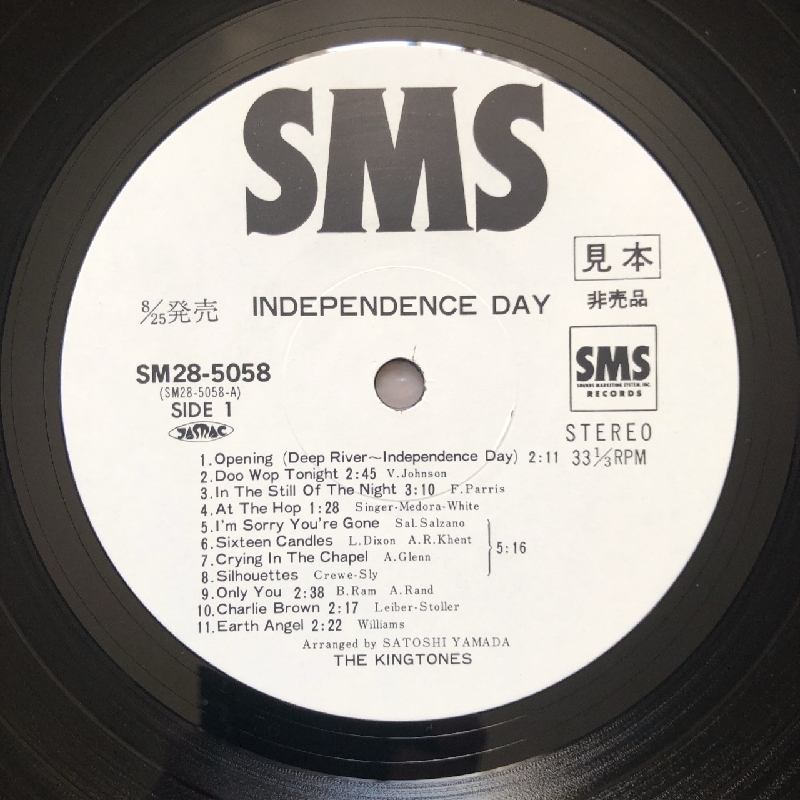 SMS
見本
非売品
8/25発売
INDEPENDENCE DAY
SMS
SOUNDS MARKETING SYSTEM, INC.
RECORDS
SM28-5058
(SM28-5058-A)
SIDE 1
JASRAC
STEREO
33 1/3 RPM
1. Opening (Deep River~Independence Day) 2:11
2. Doo Wop Tonight 2:45 V. Johnson
3. In The Still Of The Night 3:10 F. Parris
4. At The Hop 1:28 Singer-Medora-White
5. I'm Sorry You're Gone Sal. Salzano
6. Sixteen Candles L. Dixon A. R. Khent
7. Crying In The Chapel A. Glenn
8. Silhouettes Crewe-Sly
5:16
9. Only You 2:38 B. Ram A. Rand
10. Charlie Brown 2:17 Leiber-Stoller
11. Earth Angel 2:22 Williams
Arranged by SATOSHI YAMADA
THE KINGTONES